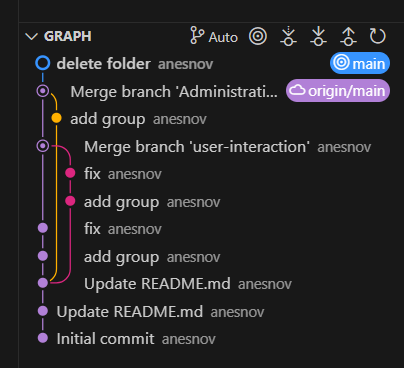 GRAPH Auto
delete folder anesnov main
Merge branch 'Administrati... anesnov origin/main
add group anesnov
Merge branch 'user-interaction' anesnov
fix anesnov
add group anesnov
fix anesnov
add group anesnov
Update README.md anesnov
Update README.md anesnov
Initial commit anesnov